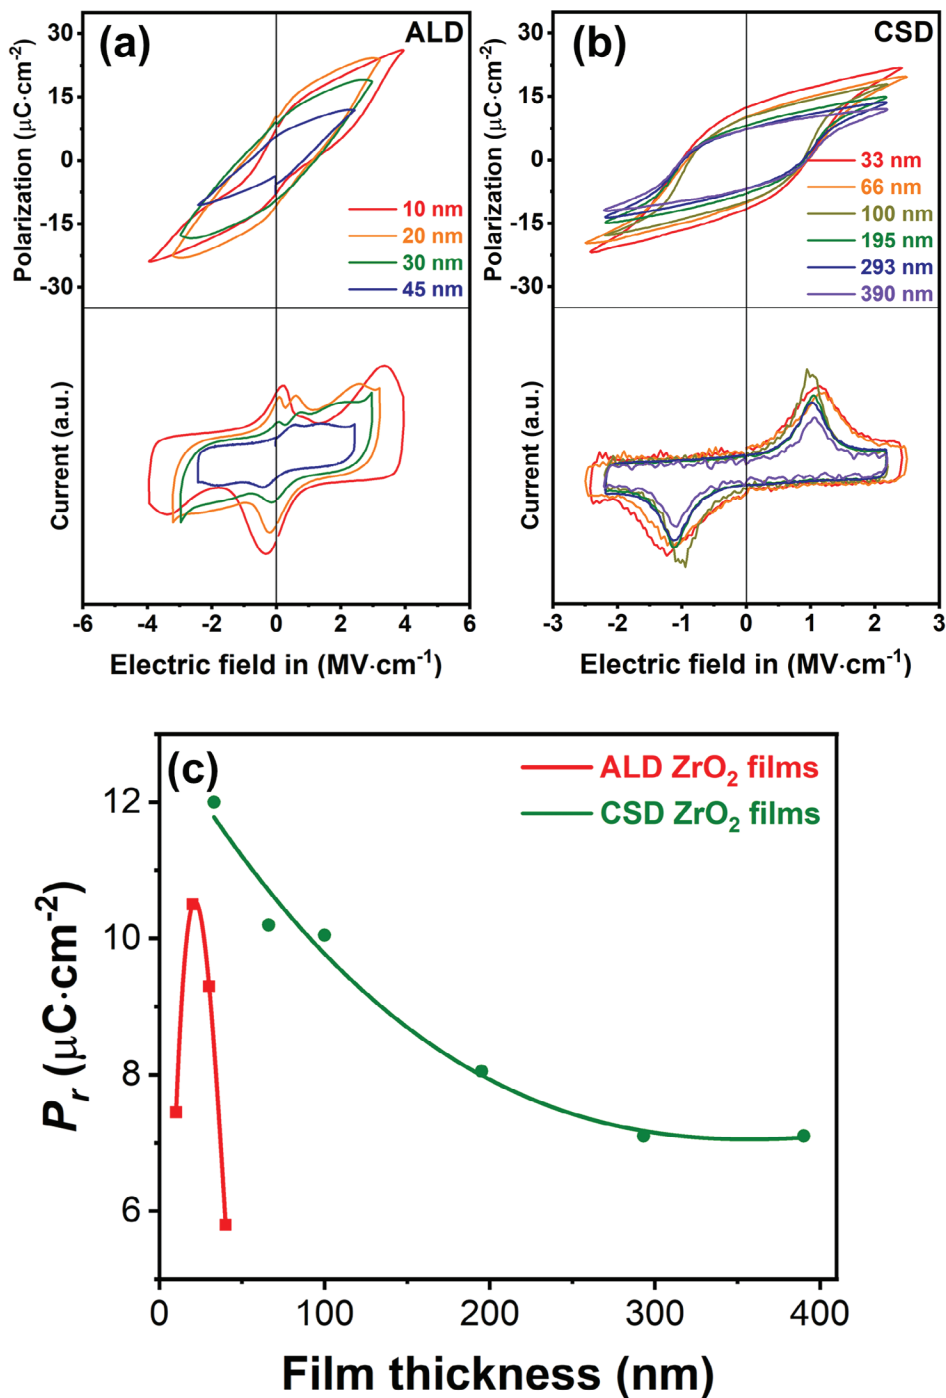 (a) ALD
Polarization (μC·cm⁻²)
30
15
0
-15
-30
10 nm
20 nm
30 nm
45 nm
Current (a.u.)
-6 -4 -2 0 2 4 6
Electric field in (MV·cm⁻¹)
(b) CSD
Polarization (μC·cm⁻²)
30
15
0
-15
-30
33 nm
66 nm
100 nm
195 nm
293 nm
390 nm
Current (a.u.)
-3 -2 -1 0 1 2 3
Electric field in (MV·cm⁻¹)
(c)
ALD ZrO₂ films
CSD ZrO₂ films
Pᵣ (μC·cm⁻²)
12
10
8
6
0 100 200 300 400
Film thickness (nm)